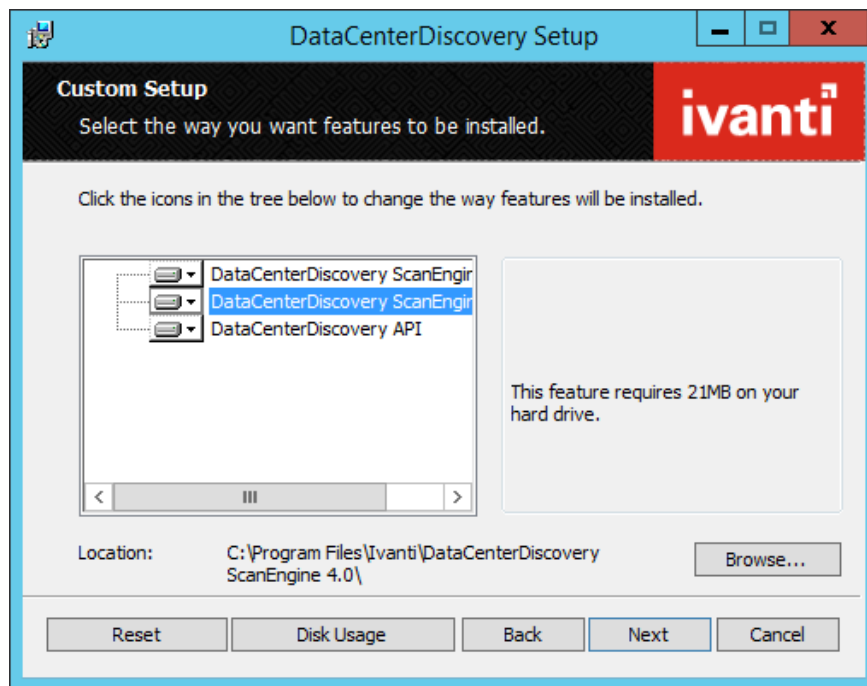 DataCenterDiscovery Setup
Custom Setup
Select the way you want features to be installed.
ivanti
Click the icons in the tree below to change the way features will be installed.
DataCenterDiscovery ScanEngin
DataCenterDiscovery ScanEngin
DataCenterDiscovery API
This feature requires 21MB on your
hard drive.
Location:
C:\Program Files\Ivanti\DataCenterDiscovery
ScanEngine 4.0\
Browse...
Reset
Disk Usage
Back
Next
Cancel